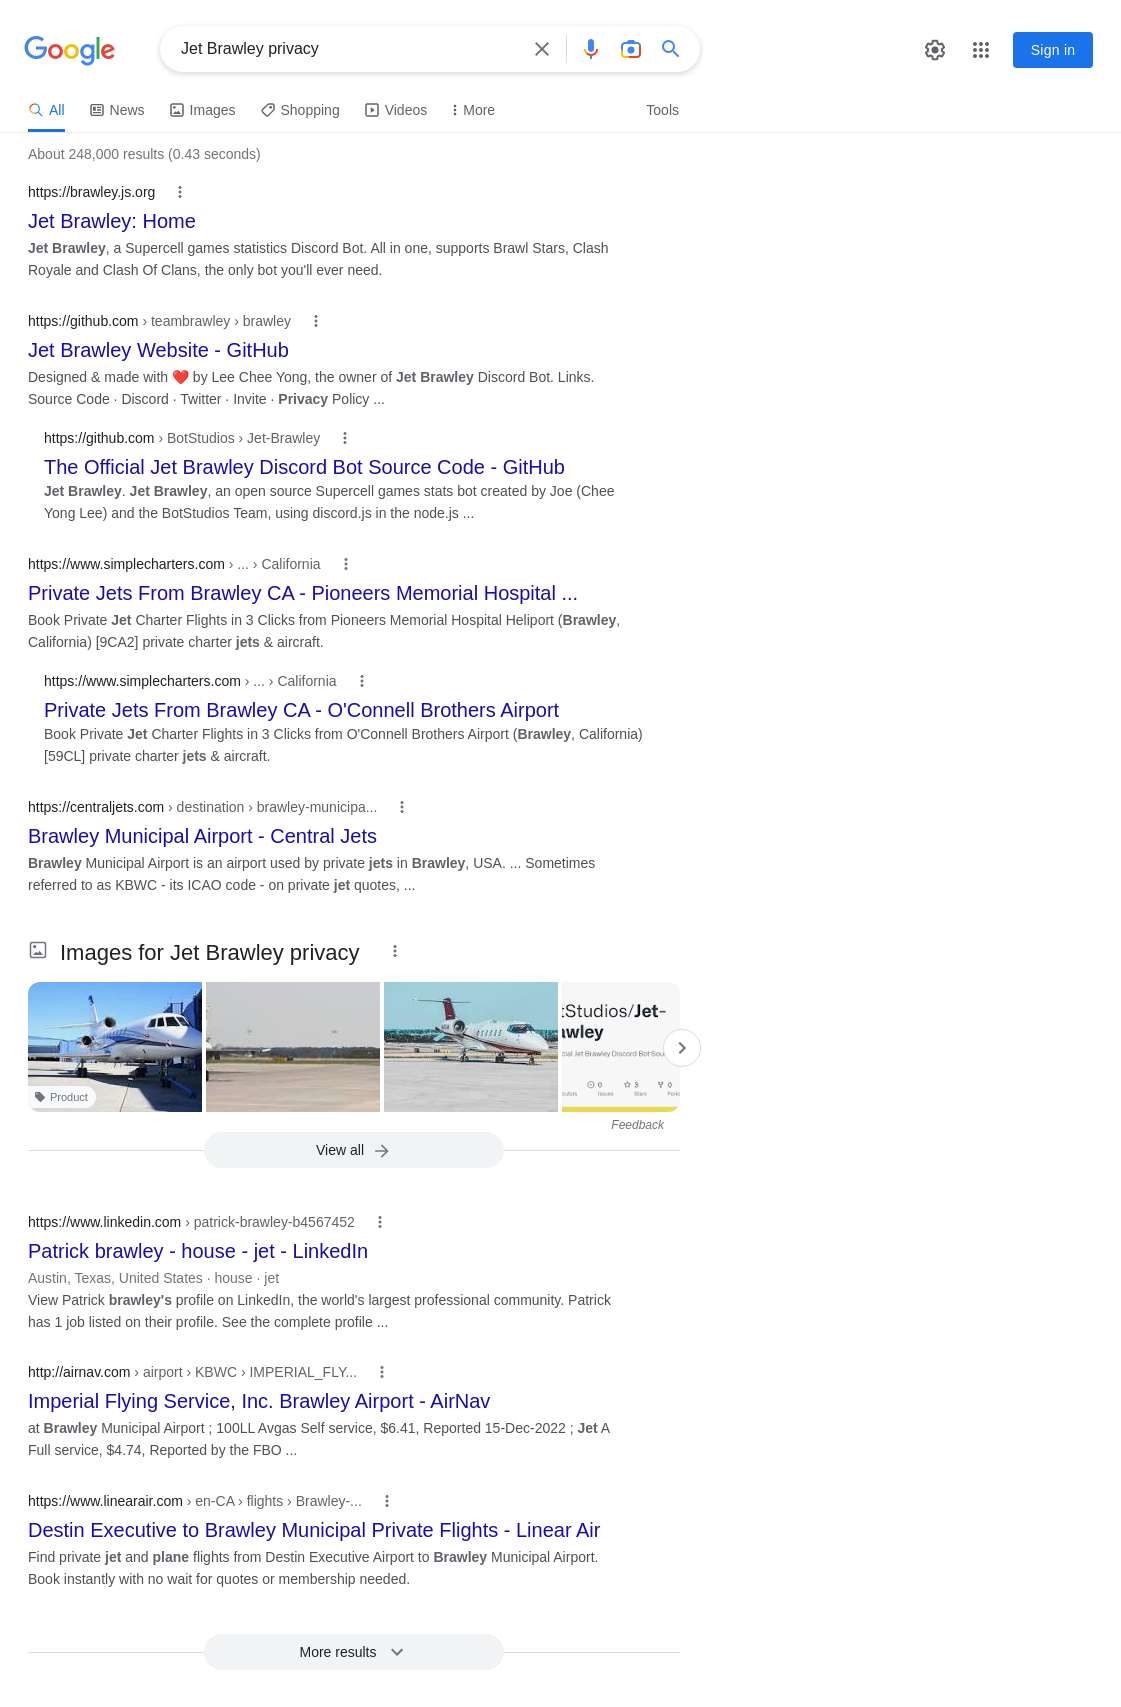 Google
Jet Brawley privacy
Sign in
All
News
Images
Shopping
Videos
More
Tools
About 248,000 results (0.43 seconds)
https://brawley.js.org
Jet Brawley: Home
Jet Brawley, a Supercell games statistics Discord Bot. All in one, supports Brawl Stars, Clash
Royale and Clash Of Clans, the only bot you'll ever need.
https://github.com › teambrawley › brawley
Jet Brawley Website - GitHub
Designed & made with ❤️ by Lee Chee Yong, the owner of Jet Brawley Discord Bot. Links.
Source Code · Discord · Twitter · Invite · Privacy Policy ...
https://github.com › BotStudios › Jet-Brawley
The Official Jet Brawley Discord Bot Source Code - GitHub
Jet Brawley. Jet Brawley, an open source Supercell games stats bot created by Joe (Chee
Yong Lee) and the BotStudios Team, using discord.js in the node.js ...
https://www.simplecharters.com › ... › California
Private Jets From Brawley CA - Pioneers Memorial Hospital ...
Book Private Jet Charter Flights in 3 Clicks from Pioneers Memorial Hospital Heliport (Brawley,
California) [9CA2] private charter jets & aircraft.
https://www.simplecharters.com › ... › California
Private Jets From Brawley CA - O'Connell Brothers Airport
Book Private Jet Charter Flights in 3 Clicks from O'Connell Brothers Airport (Brawley, California)
[59CL] private charter jets & aircraft.
https://centraljets.com › destination › brawley-municipa...
Brawley Municipal Airport - Central Jets
Brawley Municipal Airport is an airport used by private jets in Brawley, USA. ... Sometimes
referred to as KBWC - its ICAO code - on private jet quotes, ...
Images for Jet Brawley privacy
Product
tStudios/Jet-
awley
cial Jet Brawley Discord Bot Sou
0 3 0
Issues Stars Forks
Feedback
View all
https://www.linkedin.com › patrick-brawley-b4567452
Patrick brawley - house - jet - LinkedIn
Austin, Texas, United States · house · jet
View Patrick brawley's profile on LinkedIn, the world's largest professional community. Patrick
has 1 job listed on their profile. See the complete profile ...
http://airnav.com › airport › KBWC › IMPERIAL_FLY...
Imperial Flying Service, Inc. Brawley Airport - AirNav
at Brawley Municipal Airport ; 100LL Avgas Self service, $6.41, Reported 15-Dec-2022 ; Jet A
Full service, $4.74, Reported by the FBO ...
https://www.linearair.com › en-CA › flights › Brawley-...
Destin Executive to Brawley Municipal Private Flights - Linear Air
Find private jet and plane flights from Destin Executive Airport to Brawley Municipal Airport.
Book instantly with no wait for quotes or membership needed.
More results